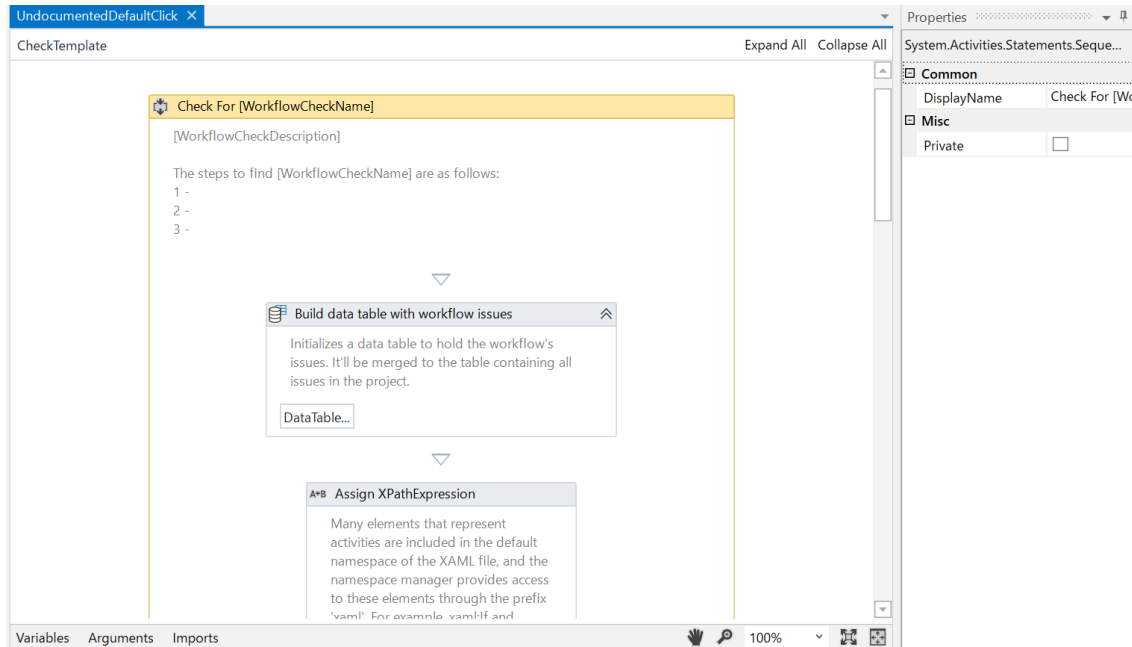 UndocumentedDefaultClick
Properties
CheckTemplate
Expand All Collapse All
System.Activities.Statements.Seque...
Common
DisplayName Check For [Wo
Misc
Private
Check For [WorkflowCheckName]
[WorkflowCheckDescription]
The steps to find [WorkflowCheckName] are as follows:
1 -
2 -
3 -
Build data table with workflow issues
Initializes a data table to hold the workflow's
issues. It'll be merged to the table containing all
issues in the project.
DataTable...
A+B Assign XPathExpression
Many elements that represent
activities are included in the default
namespace of the XAML file, and the
namespace manager provides access
to these elements through the prefix
'xaml'. For example, xaml:If and
Variables Arguments Imports
100%